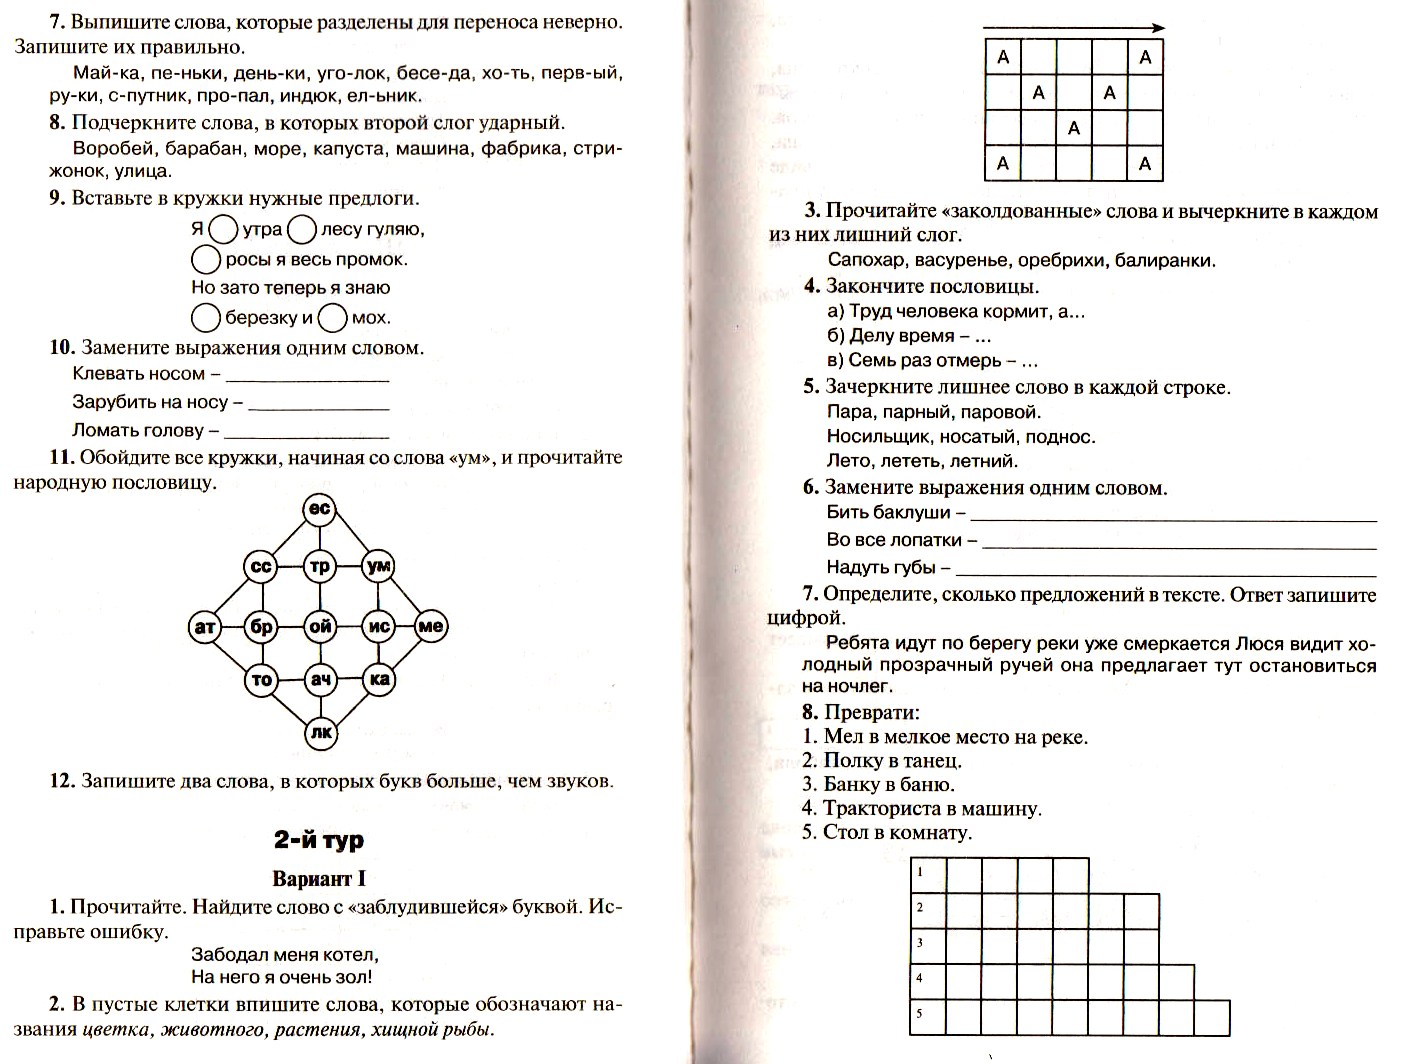 7. Выпишите слова, которые разделены для переноса неверно.
Запишите их правильно.
Май-ка, пе-ньки, день-ки, уго-лок, бесе-да, хо-ть, перв-ый,
ру-ки, с-путник, про-пал, индюк, ел-ьник.
8. Подчеркните слова, в которых второй слог ударный.
Воробей, барабан, море, капуста, машина, фабрика, стри-
жонок, улица.
9. Вставьте в кружки нужные предлоги.
Я утра лесу гуляю,
росы я весь промок.
Но зато теперь я знаю
березку и мох.
10. Замените выражения одним словом.
Клевать носом –
Зарубить на носу –
Ломать голову –
11. Обойдите все кружки, начиная со слова «ум», и прочитайте
народную пословицу.
ес
сс тр ум
ат бр ой ис ме
то ач ка
лк
12. Запишите два слова, в которых букв больше, чем звуков.
2-й тур
Вариант I
1. Прочитайте. Найдите слово с «заблудившейся» буквой. Ис-
правьте ошибку.
Забодал меня котел,
На него я очень зол!
2. В пустые клетки впишите слова, которые обозначают на-
звания цветка, животного, растения, хищной рыбы.
А А
А А
А
А А
3. Прочитайте «заколдованные» слова и вычеркните в каждом
из них лишний слог.
Сапохар, васуренье, оребрихи, балиранки.
4. Закончите пословицы.
а) Труд человека кормит, а...
б) Делу время – ...
в) Семь раз отмерь – ...
5. Зачеркните лишнее слово в каждой строке.
Пара, парный, паровой.
Носильщик, носатый, поднос.
Лето, лететь, летний.
6. Замените выражения одним словом.
Бить баклуши –
Во все лопатки –
Надуть губы –
7. Определите, сколько предложений в тексте. Ответ запишите
цифрой.
Ребята идут по берегу реки уже смеркается Люся видит хо-
лодный прозрачный ручей она предлагает тут остановиться
на ночлег.
8. Преврати:
1. Мел в мелкое место на реке.
2. Полку в танец.
3. Банку в баню.
4. Тракториста в машину.
5. Стол в комнату.
1
2
3
4
5